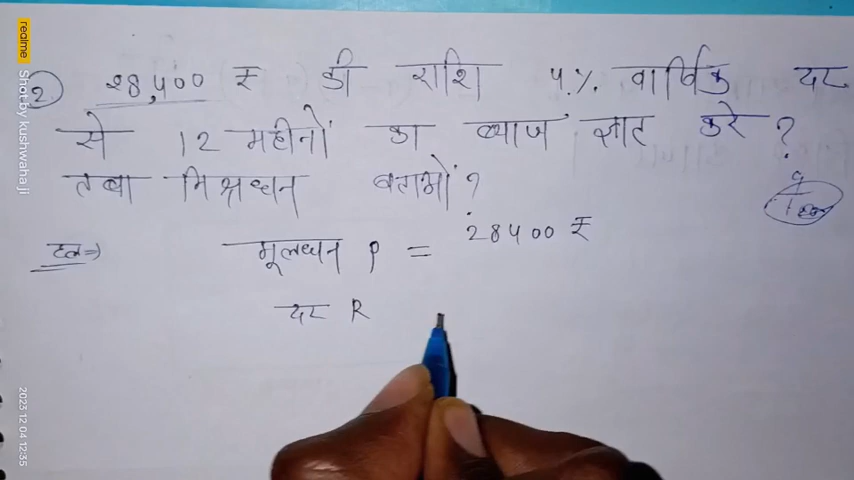 realme
Shot by kushwaha ji
2023.12.04 12:35
② 28,400 ₹ की राशि 5.% वार्षिक दर
से 12 महीनों का ब्याज ज्ञात करे ?
तथा मिश्रधन बताओं ?
हल⇒ मूलधन P = 28400 ₹
दर R